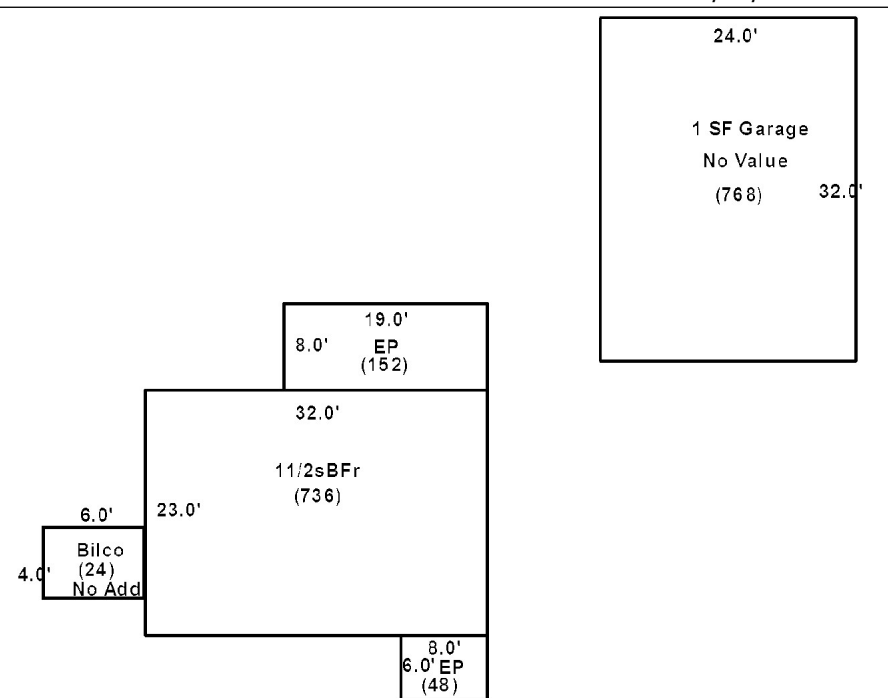 24.0'
1 SF Garage
No Value
(768)
32.0'
19.0'
8.0'
EP
(152)
32.0'
11/2sBFr
(736)
23.0'
6.0'
Bilco
4.0'
(24)
No Add
8.0'
6.0' EP
(48)